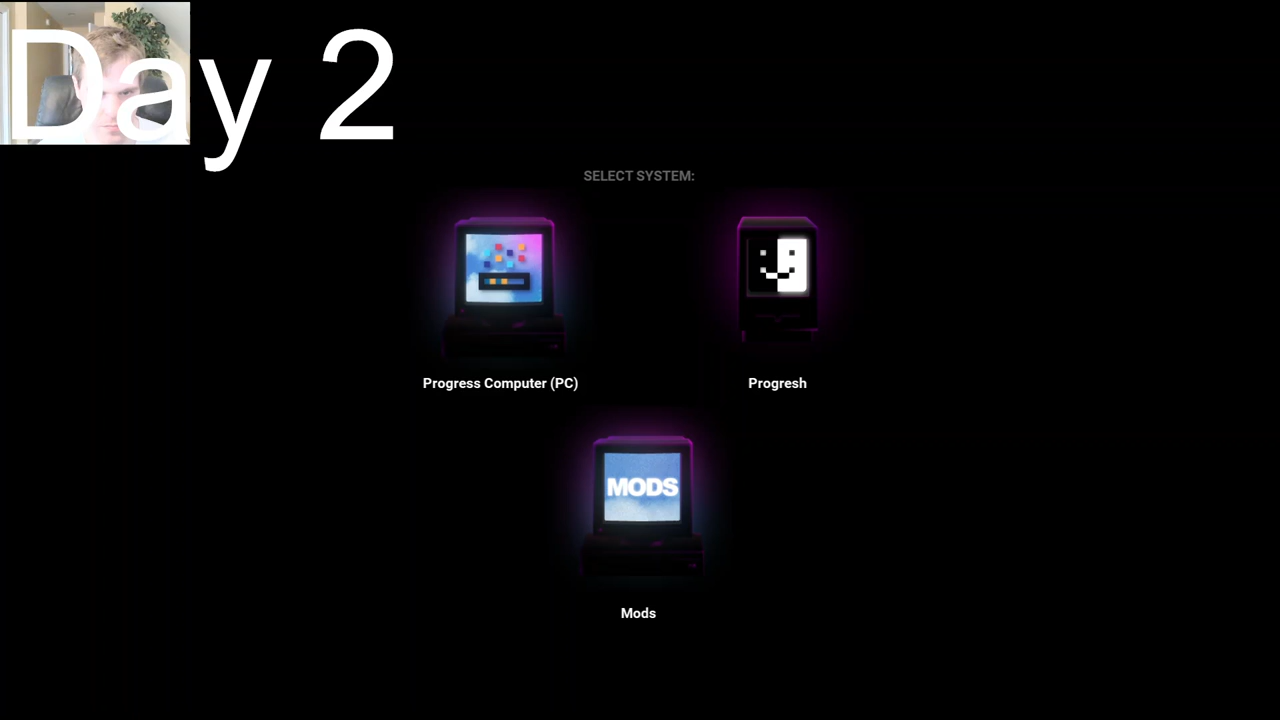 Day 2
SELECT SYSTEM:
Progress Computer (PC)
Progresh
MODS
Mods